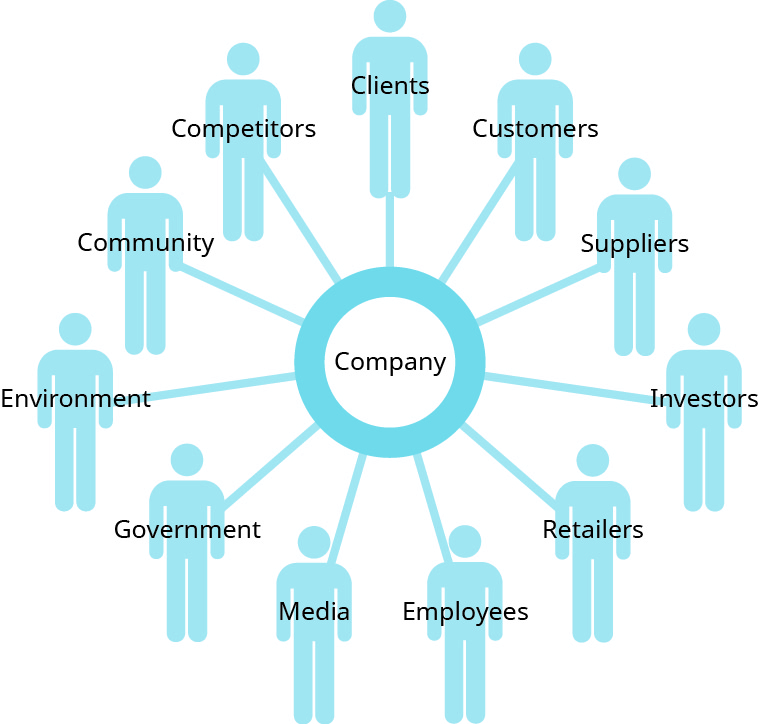 Clients
Competitors
Customers
Community
Suppliers
Company
Environment
Investors
Government
Retailers
Media
Employees